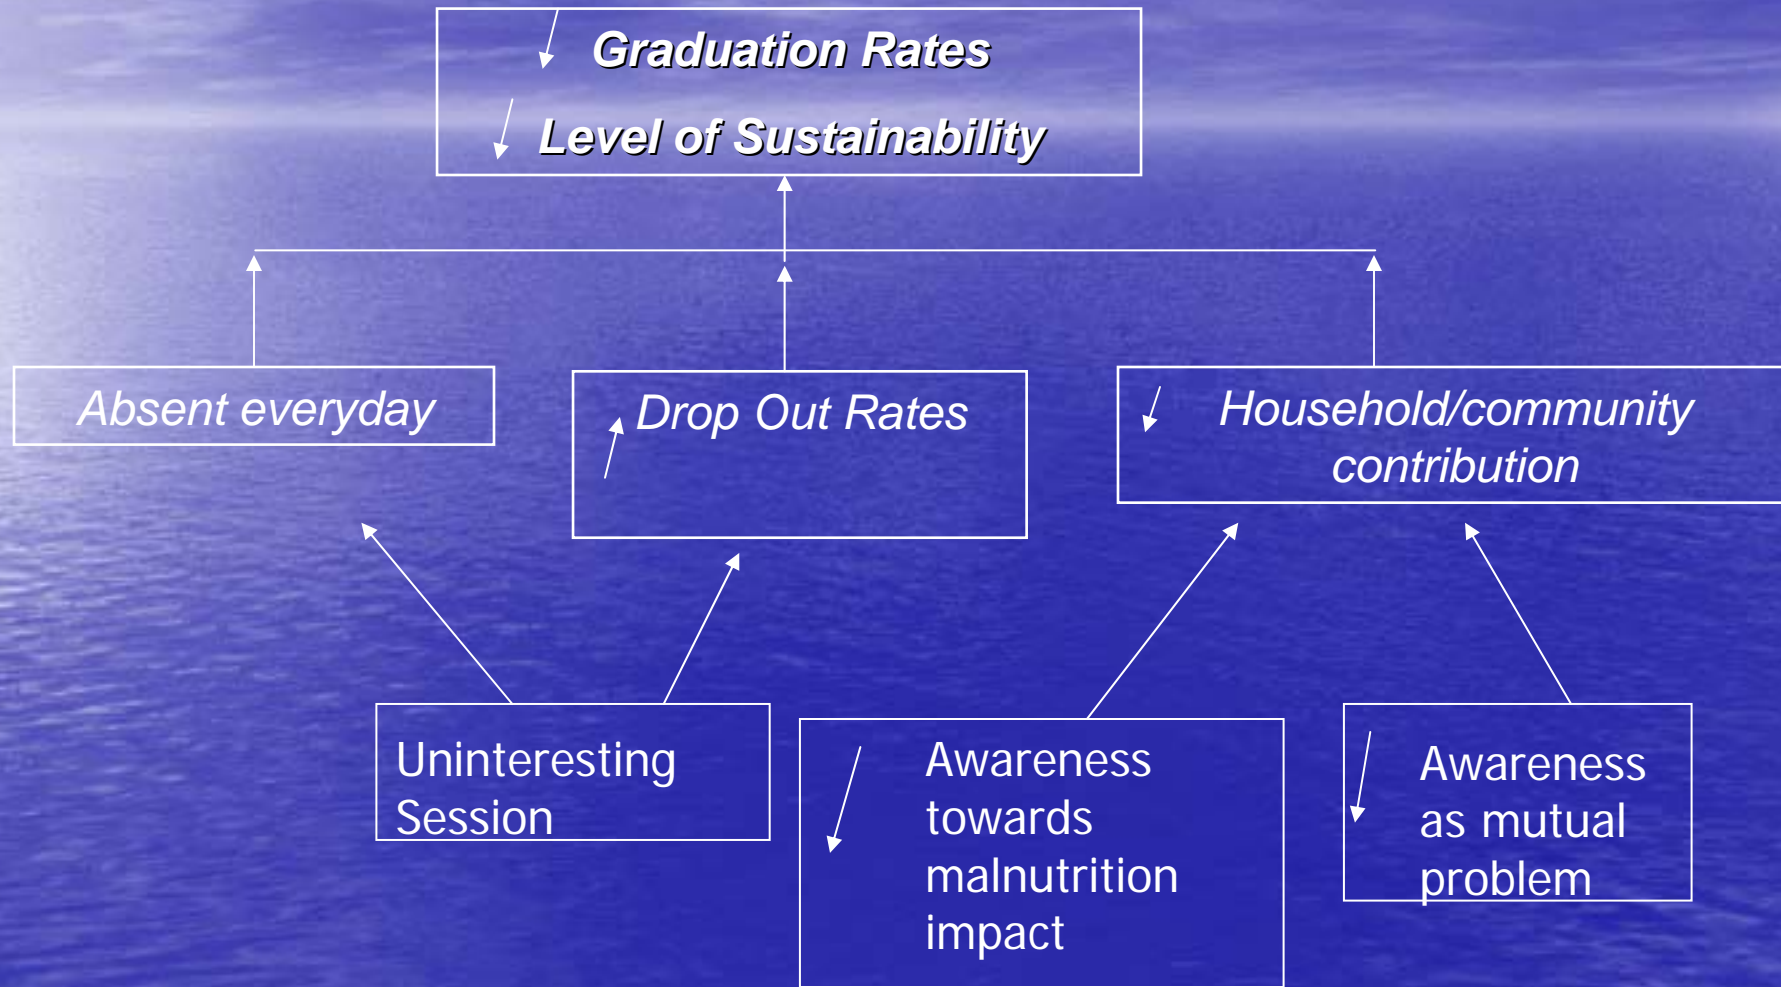 Graduation Rates
Level of Sustainability
Absent everyday
Drop Out Rates
Household/community
contribution
Uninteresting
Session
Awareness
towards
malnutrition
impact
Awareness
as mutual
problem